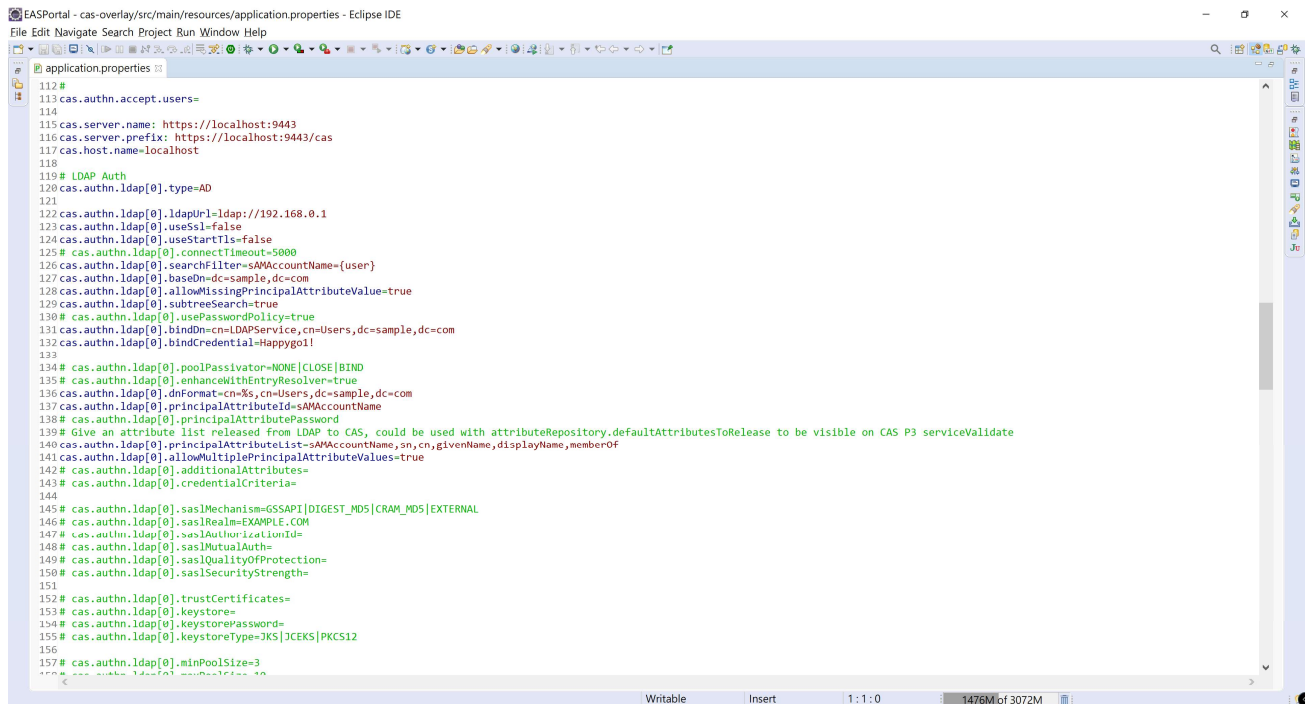 EASPortal - cas-overlay/src/main/resources/application.properties - Eclipse IDE
File Edit Navigate Search Project Run Window Help
application.properties
112 #
113 cas.authn.accept.users=
114
115 cas.server.name: https://localhost:9443
116 cas.server.prefix: https://localhost:9443/cas
117 cas.host.name=localhost
118
119 # LDAP Auth
120 cas.authn.ldap[0].type=AD
121
122 cas.authn.ldap[0].ldapUrl=ldap://192.168.0.1
123 cas.authn.ldap[0].useSsl=false
124 cas.authn.ldap[0].useStartTls=false
125 # cas.authn.ldap[0].connectTimeout=5000
126 cas.authn.ldap[0].searchFilter=sAMAccountName={user}
127 cas.authn.ldap[0].baseDn=dc=sample,dc=com
128 cas.authn.ldap[0].allowMissingPrincipalAttributeValue=true
129 cas.authn.ldap[0].subtreeSearch=true
130 # cas.authn.ldap[0].usePasswordPolicy=true
131 cas.authn.ldap[0].bindDn=cn=LDAPService,cn=Users,dc=sample,dc=com
132 cas.authn.ldap[0].bindCredential=Happygo1!
133
134 # cas.authn.ldap[0].poolPassivator=NONE|CLOSE|BIND
135 # cas.authn.ldap[0].enhanceWithEntryResolver=true
136 cas.authn.ldap[0].dnFormat=cn=%s,cn=Users,dc=sample,dc=com
137 cas.authn.ldap[0].principalAttributeId=sAMAccountName
138 # cas.authn.ldap[0].principalAttributePassword
139 # Give an attribute list released from LDAP to CAS, could be used with attributeRepository.defaultAttributesToRelease to be visible on CAS P3 serviceValidate
140 cas.authn.ldap[0].principalAttributeList=sAMAccountName,sn,cn,givenName,displayName,memberOf
141 cas.authn.ldap[0].allowMultiplePrincipalAttributeValues=true
142 # cas.authn.ldap[0].additionalAttributes=
143 # cas.authn.ldap[0].credentialCriteria=
144
145 # cas.authn.ldap[0].saslMechanism=GSSAPI|DIGEST_MD5|CRAM_MD5|EXTERNAL
146 # cas.authn.ldap[0].saslRealm=EXAMPLE.COM
147 # cas.authn.ldap[0].saslAuthorizationId=
148 # cas.authn.ldap[0].saslMutualAuth=
149 # cas.authn.ldap[0].saslQualityOfProtection=
150 # cas.authn.ldap[0].saslSecurityStrength=
151
152 # cas.authn.ldap[0].trustCertificates=
153 # cas.authn.ldap[0].keystore=
154 # cas.authn.ldap[0].keystorePassword=
155 # cas.authn.ldap[0].keystoreType=JKS|JCEKS|PKCS12
156
157 # cas.authn.ldap[0].minPoolSize=3
Writable Insert 1:1:0 1476M of 3072M